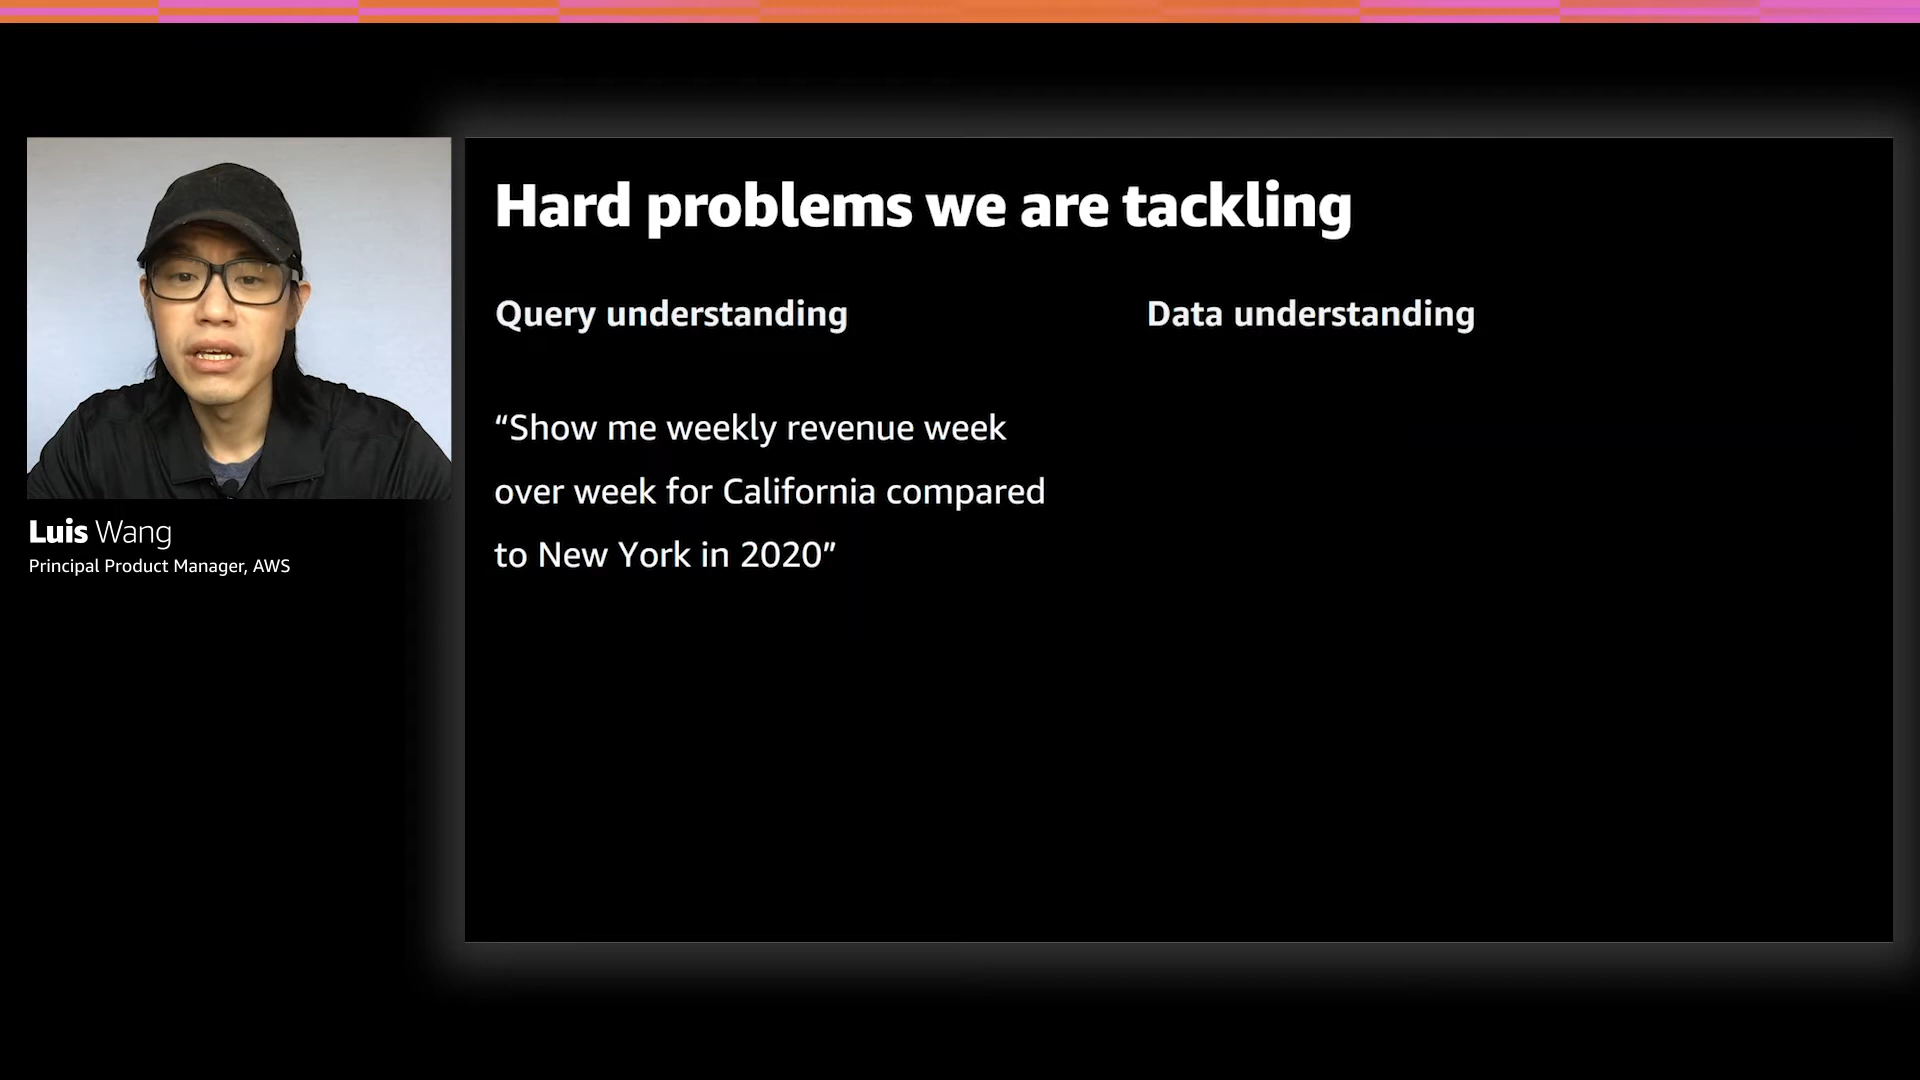 Hard problems we are tackling
Query understanding
Data understanding
“Show me weekly revenue week
over week for California compared
to New York in 2020”
Luis Wang
Principal Product Manager, AWS